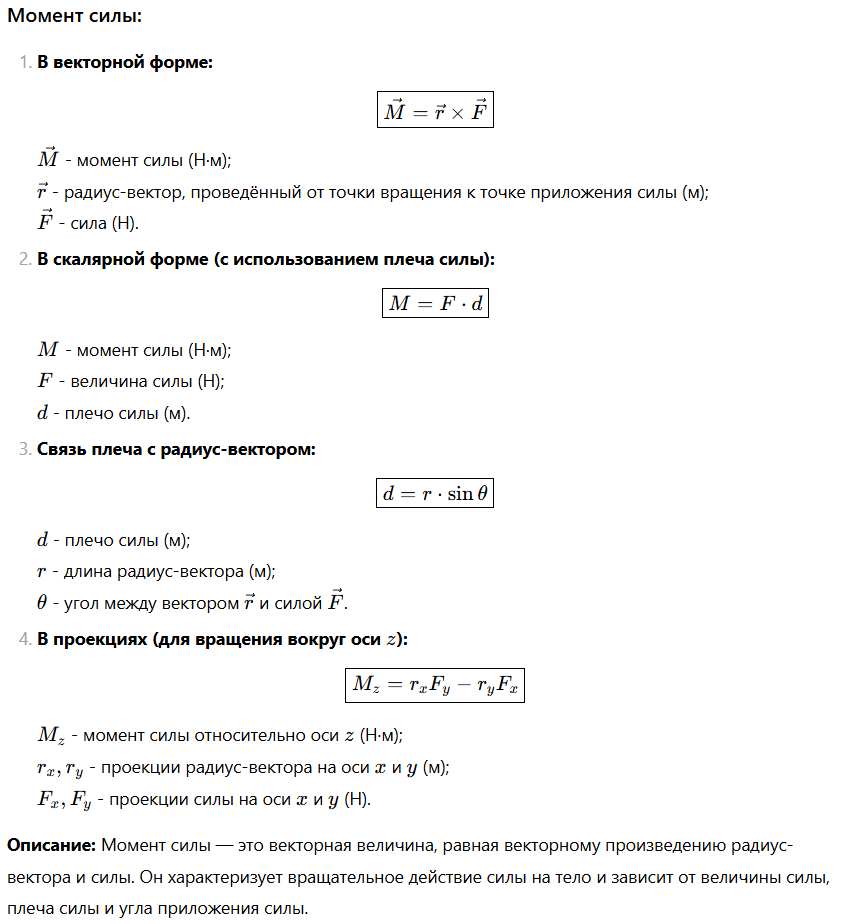 Момент силы:
1. В векторной форме:
$\vec{M} = \vec{r} \times \vec{F}$
$\vec{M}$ - момент силы (Н·м);
$\vec{r}$ - радиус-вектор, проведённый от точки вращения к точке приложения силы (м);
$\vec{F}$ - сила (Н).
2. В скалярной форме (с использованием плеча силы):
$M = F \cdot d$
$M$ - момент силы (Н·м);
$F$ - величина силы (Н);
$d$ - плечо силы (м).
3. Связь плеча с радиус-вектором:
$d = r \cdot \sin \theta$
$d$ - плечо силы (м);
$r$ - длина радиус-вектора (м);
$\theta$ - угол между вектором $\vec{r}$ и силой $\vec{F}$.
4. В проекциях (для вращения вокруг оси $z$):
$M_z = r_x F_y - r_y F_x$
$M_z$ - момент силы относительно оси $z$ (Н·м);
$r_x, r_y$ - проекции радиус-вектора на оси $x$ и $y$ (м);
$F_x, F_y$ - проекции силы на оси $x$ и $y$ (Н).
Описание: Момент силы — это векторная величина, равная векторному произведению радиус-
вектора и силы. Он характеризует вращательное действие силы на тело и зависит от величины силы,
плеча силы и угла приложения силы.